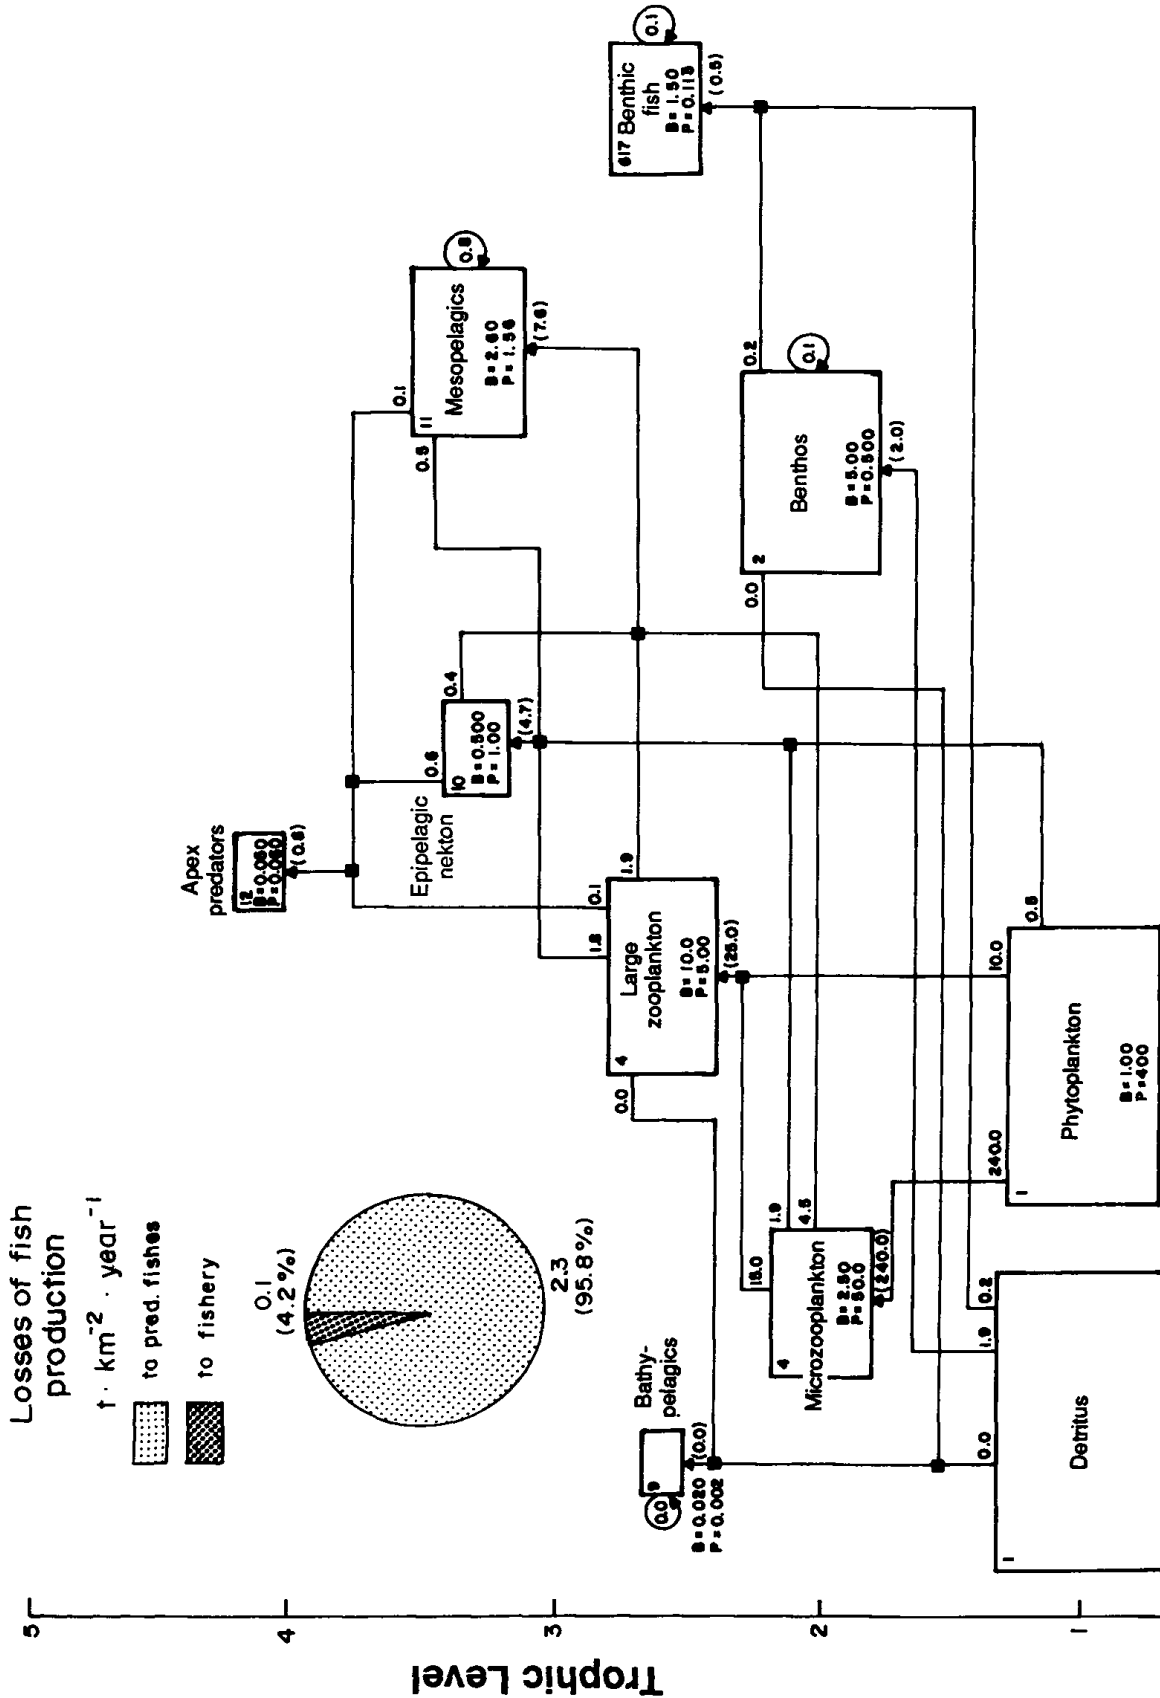 Losses of fish
production
t · km⁻² · year⁻¹
to pred. fishes
to fishery
0.1
(4.2 %)
2.3
(95.8 %)
Trophic Level
5
4
3
2
1
Apex
predators
12
B = 0.050
(0.6)
Epipelagic
nekton
10
B = 0.500
P = 1.00
0.6
0.4
(4.7)
Mesopelagics
11
B = 2.60
P = 1.56
0.1
0.5
0.8
(7.6)
617 Benthic
fish
B = 1.50
P = 0.113
0.1
(0.5)
Bathy-
pelagics
9
0.0
(0.0)
B = 0.020
P = 0.002
Large
zooplankton
4
B = 10.0
P = 5.00
0.0
1.8
0.1
1.9
(25.0)
Benthos
2
B = 5.00
P = 0.500
0.0
0.2
0.1
(2.0)
Microzooplankton
4
B = 2.50
P = 50.0
15.0
1.9
4.5
(240.0)
Detritus
1
0.0
1.9
0.2
Phytoplankton
1
B = 1.00
P = 400
240.0
10.0
0.5